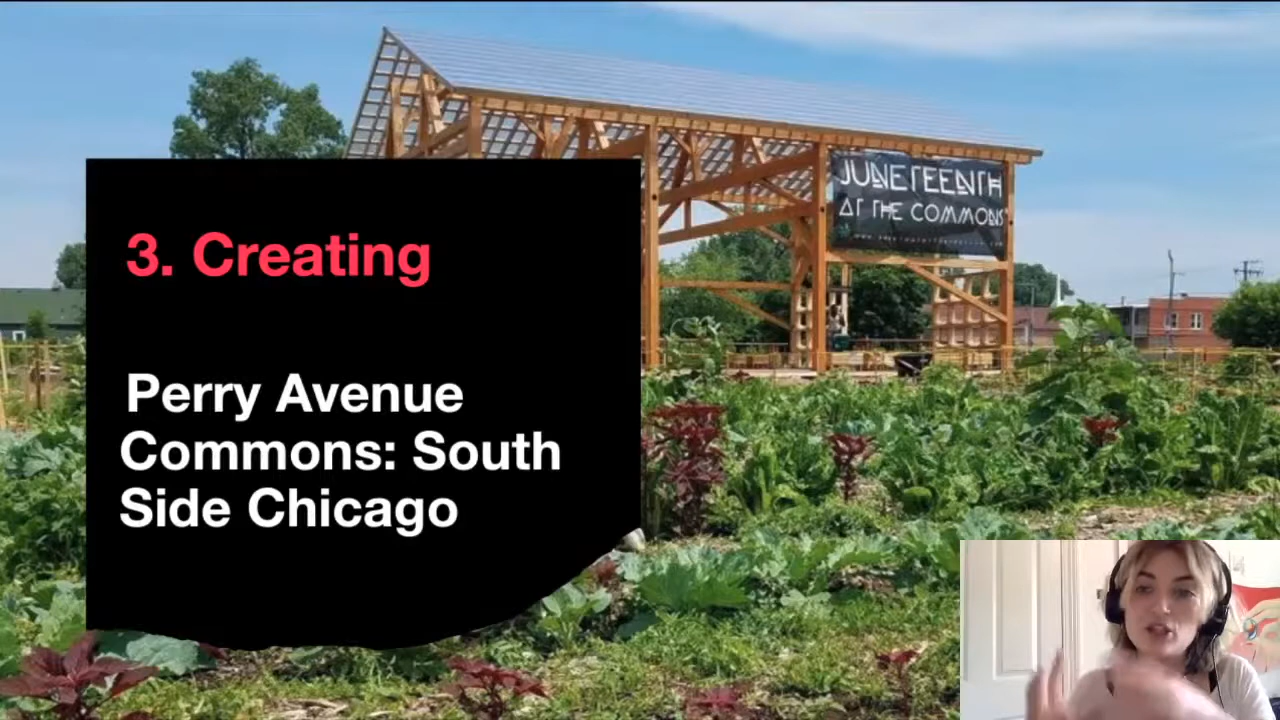 JUNETEENTH
AT THE COMMONS
3. Creating
Perry Avenue
Commons: South
Side Chicago